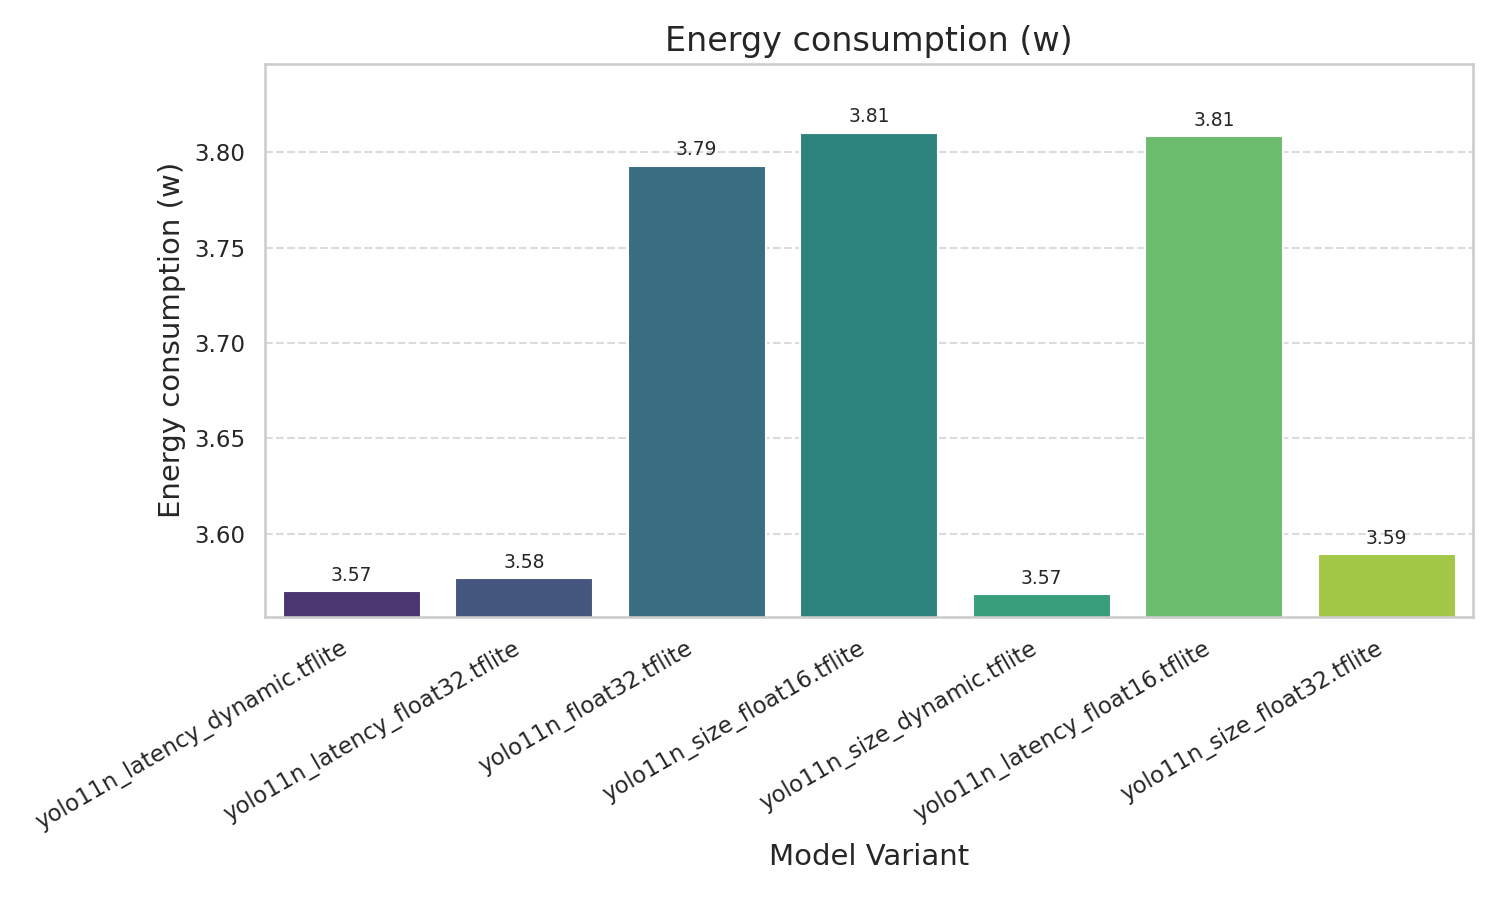 Energy consumption (w)
Energy consumption (w)
3.80
3.75
3.70
3.65
3.60
3.57
3.58
3.79
3.81
3.57
3.81
3.59
yolo11n_latency_dynamic.tflite
yolo11n_latency_float32.tflite
yolo11n_float32.tflite
yolo11n_size_float16.tflite
yolo11n_size_dynamic.tflite
yolo11n_latency_float16.tflite
yolo11n_size_float32.tflite
Model Variant